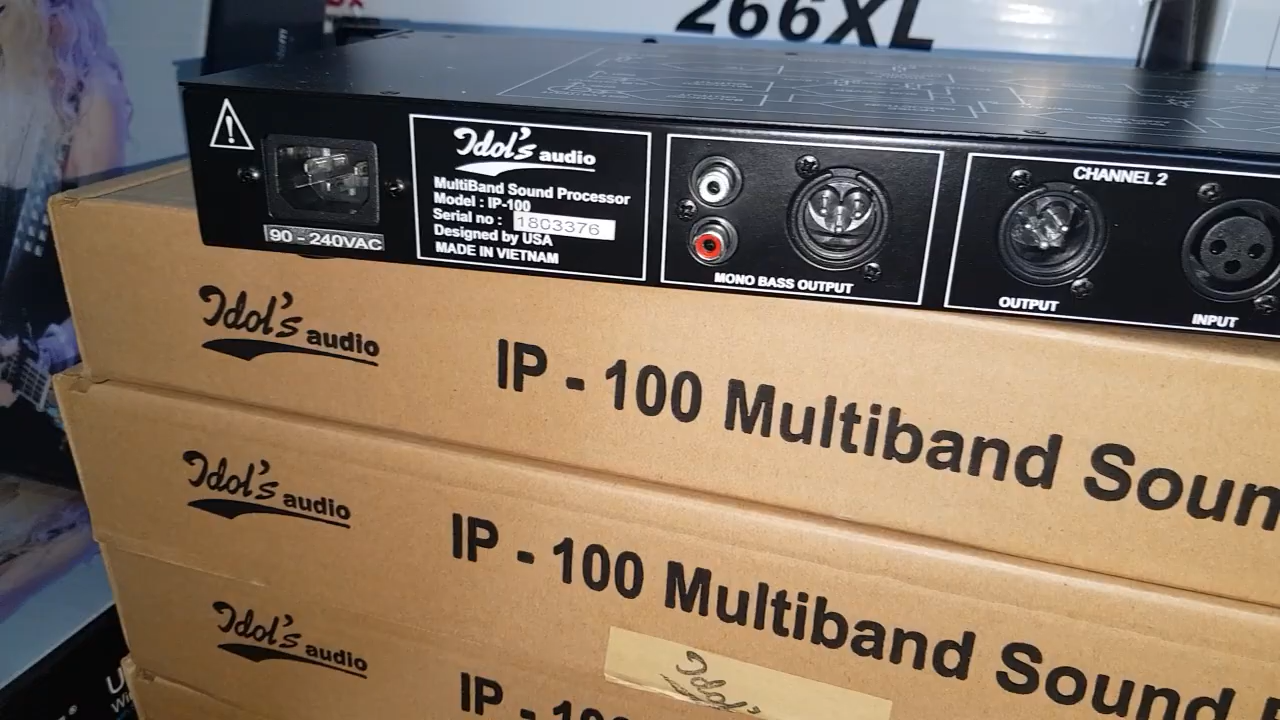 266XL
Idol's audio
MultiBand Sound Processor
Model : IP-100
Serial no : 1803376
Designed by USA
MADE IN VIETNAM
90 - 240VAC
MONO BASS OUTPUT
CHANNEL 2
OUTPUT
INPUT
Idol's audio
IP - 100 Multiband Soun
Idol's audio
IP - 100 Multiband Sound
Idol's audio
IP - 100
Idol's